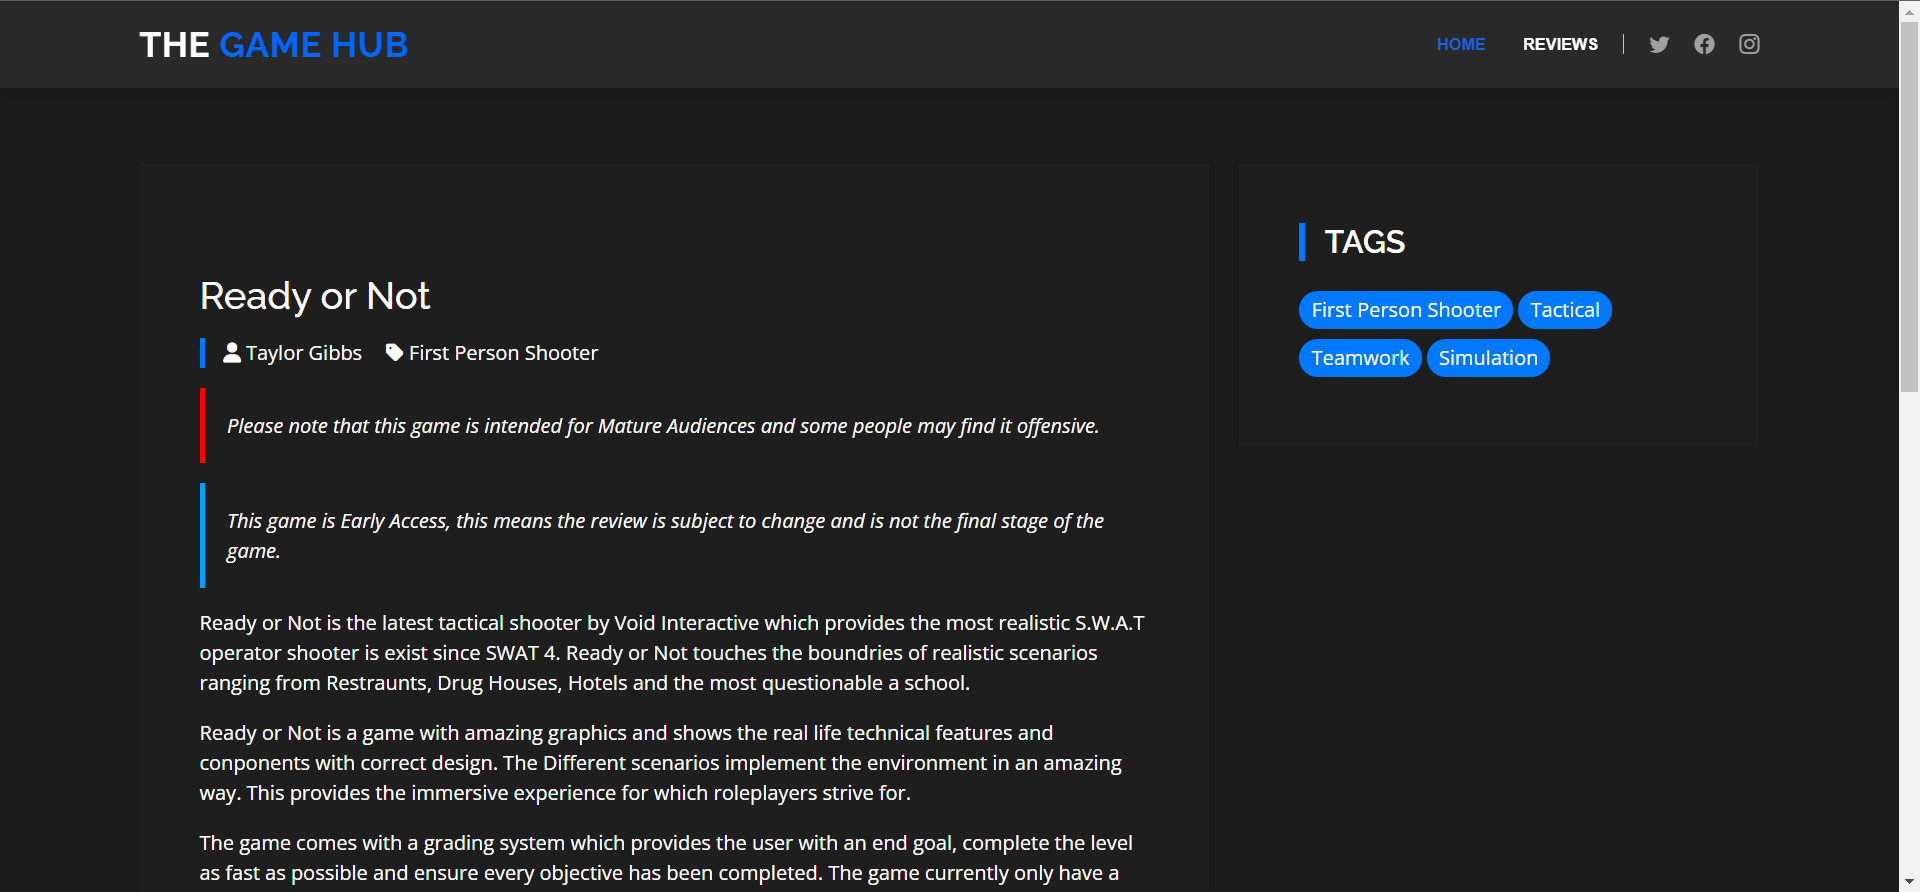 THE GAME HUB
HOME
REVIEWS
Ready or Not
Taylor Gibbs
First Person Shooter
Please note that this game is intended for Mature Audiences and some people may find it offensive.
This game is Early Access, this means the review is subject to change and is not the final stage of the
game.
Ready or Not is the latest tactical shooter by Void Interactive which provides the most realistic S.W.A.T
operator shooter is exist since SWAT 4. Ready or Not touches the boundries of realistic scenarios
ranging from Restraunts, Drug Houses, Hotels and the most questionable a school.
Ready or Not is a game with amazing graphics and shows the real life technical features and
conponents with correct design. The Different scenarios implement the environment in an amazing
way. This provides the immersive experience for which roleplayers strive for.
The game comes with a grading system which provides the user with an end goal, complete the level
as fast as possible and ensure every objective has been completed. The game currently only have a
TAGS
First Person Shooter
Tactical
Teamwork
Simulation